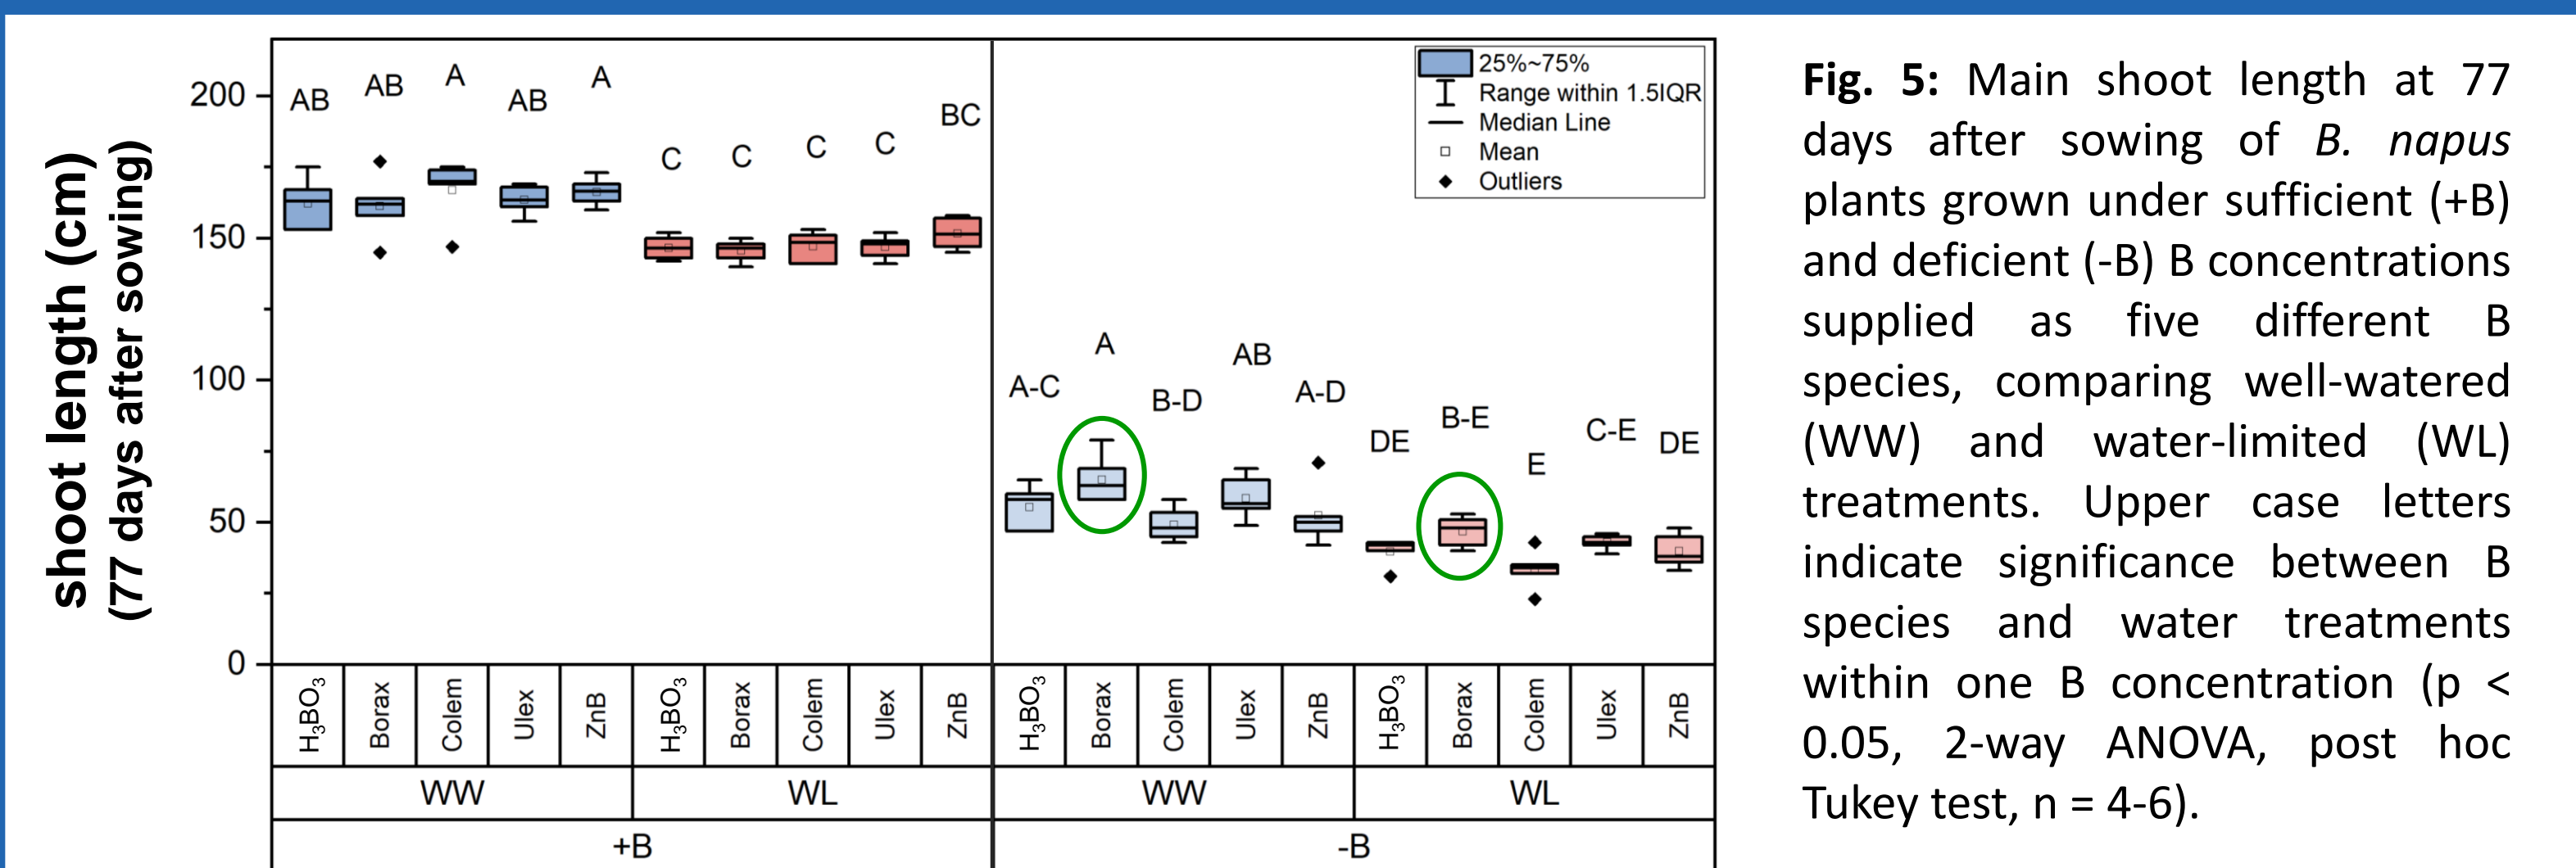 shoot length (cm)
(77 days after sowing)
200
150
100
50
0
AB
AB
A
AB
A
C
C
C
C
BC
A-C
A
B-D
AB
A-D
DE
B-E
E
C-E
DE
25%~75%
Range within 1.5IQR
Median Line
Mean
Outliers
H₃BO₃
Borax
Colem
Ulex
ZnB
H₃BO₃
Borax
Colem
Ulex
ZnB
H₃BO₃
Borax
Colem
Ulex
ZnB
H₃BO₃
Borax
Colem
Ulex
ZnB
WW
WL
WW
WL
+B
-B
Fig. 5: Main shoot length at 77
days after sowing of B. napus
plants grown under sufficient (+B)
and deficient (-B) B concentrations
supplied as five different B
species, comparing well-watered
(WW) and water-limited (WL)
treatments. Upper case letters
indicate significance between B
species and water treatments
within one B concentration (p <
0.05, 2-way ANOVA, post hoc
Tukey test, n = 4-6).